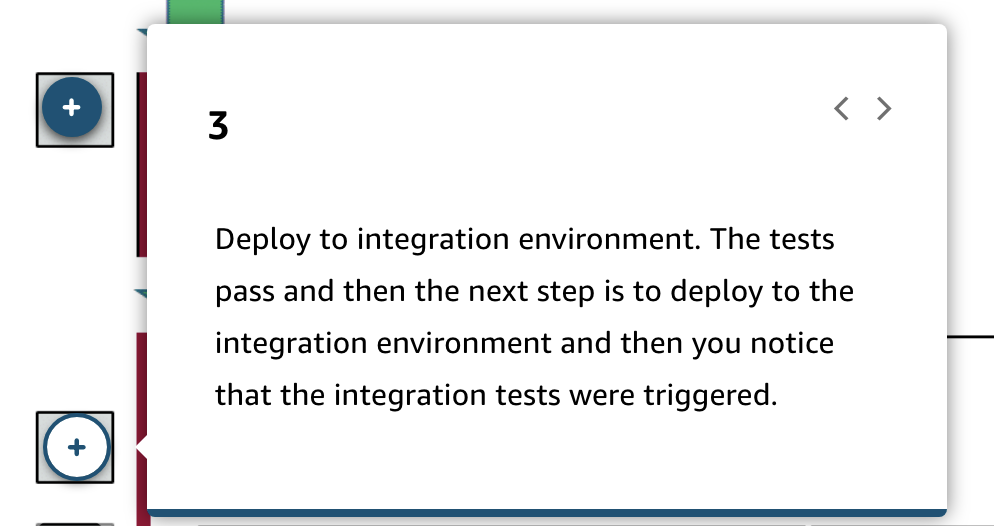 3
Deploy to integration environment. The tests
pass and then the next step is to deploy to the
integration environment and then you notice
that the integration tests were triggered.